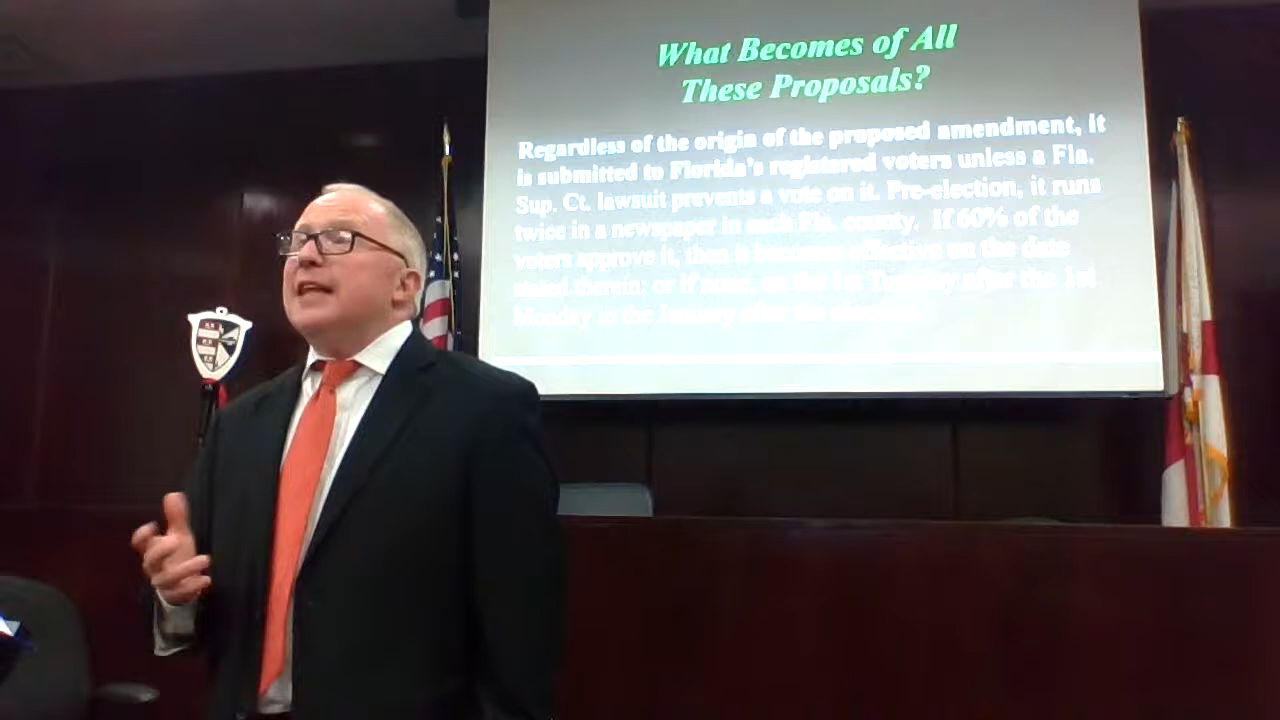 What Becomes of All
These Proposals?
Regardless of the origin of the proposed amendment, it
is submitted to Florida's registered voters unless a Fla.
Sup. Ct. lawsuit prevents a vote on it. Pre-election, it runs
twice in a newspaper in each Fla. county. If 60% of the
voters approve it, then it becomes effective on the date
stated therein; or if none, on the 1st Tuesday after the 1st
Monday in the January after the